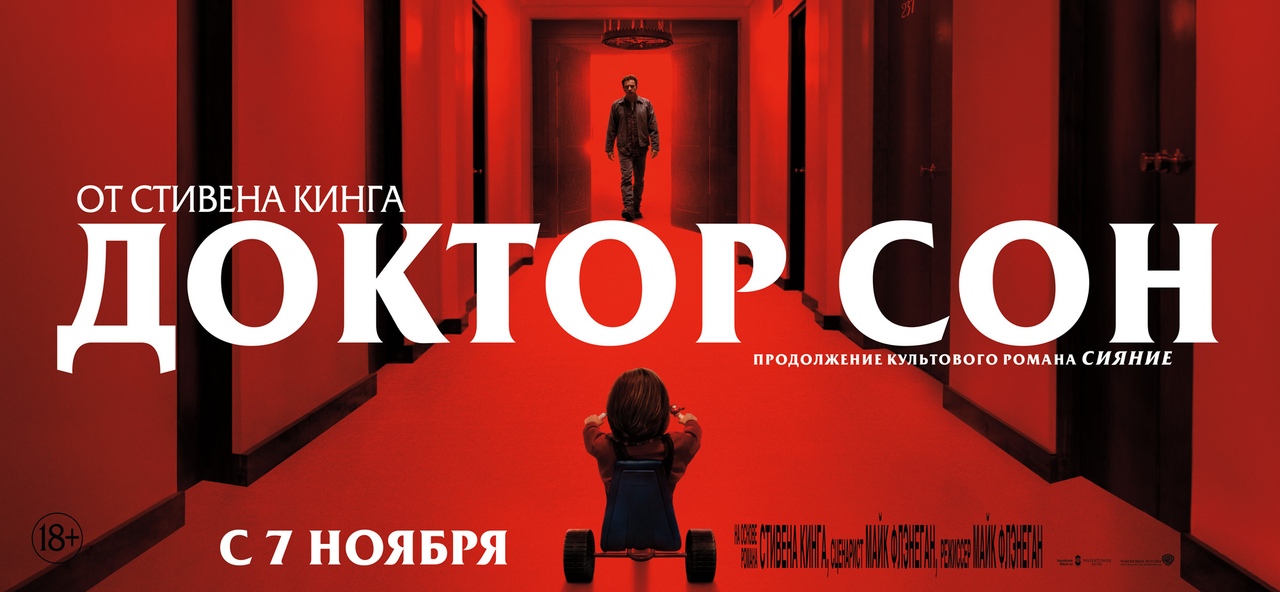 237
ОТ СТИВЕНА КИНГА
ДОКТОР СОН
ПРОДОЛЖЕНИЕ КУЛЬТОВОГО РОМАНА СИЯНИЕ
18+
С 7 НОЯБРЯ
НА ОСНОВЕ РОМАНА СТИВЕНА КИНГА, СЦЕНАРИСТ МАЙК ФЛЭНЕГАН, РЕЖИССЕР МАЙК ФЛЭНЕГАН